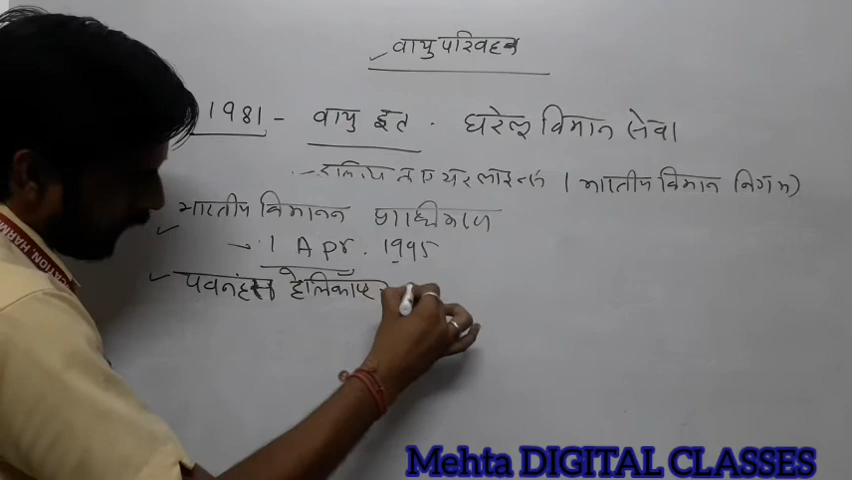 वायु परिवहन
1981 - वायु दूत . घरेलू विमान सेवा
इण्डियन एयरलाइन्स ( भारतीय विमान निगम )
भारतीय विमानन प्राधिकरण
→ 1 Apr . 1995
पवनहंस हेलिकॉप्ट
Mehta DIGITAL CLASSES